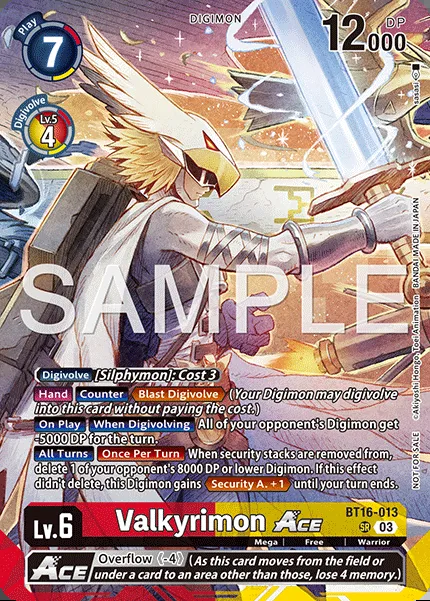 DIGIMON
Play
7
12000
DP
Digivolve
Lv.5
4
sasasi
SAMPLE
©Akiyoshi Hongo, Toei Animation BANDAI MADE IN JAPAN
NOT FOR SALE
Digivolve [Silphymon]: Cost 3
Hand Counter Blast Digivolve (Your Digimon may digivolve
into this card without paying the cost.)
On Play When Digivolving All of your opponent's Digimon get
-5000 DP for the turn.
All Turns Once Per Turn When security stacks are removed from,
delete 1 of your opponent's 8000 DP or lower Digimon. If this effect
didn't delete, this Digimon gains Security A. +1 until your turn ends.
BT16-013
Lv.6
Valkyrimon ACE
SR 03
Mega | Free | Warrior
ACE
Overflow《-4》 (As this card moves from the field or
under a card to an area other than those, lose 4 memory.)